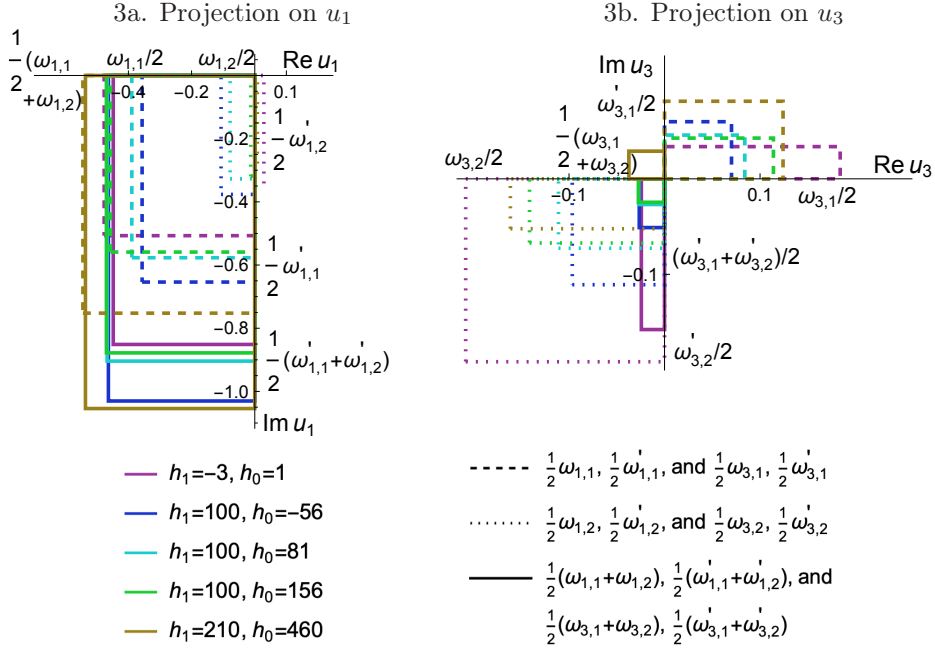 3a. Projection on u₁
1/2(ω₁,₁+ω₁,₂)
ω₁,₁/2
ω₁,₂/2
Re u₁
−0.4
−0.2
0.1
−0.2
1/2 ω'₁,₂
−0.4
−0.6
1/2 ω'₁,₁
−0.8
1/2(ω'₁,₁+ω'₁,₂)
−1.0
Im u₁
3b. Projection on u₃
Im u₃
ω'₃,₁/2
1/2(ω₃,₁+ω₃,₂)
ω₃,₂/2
Re u₃
−0.1
0.1
ω₃,₁/2
(ω'₃,₁+ω'₃,₂)/2
−0.1
ω'₃,₂/2
h₁=−3, h₀=1
h₁=100, h₀=−56
h₁=100, h₀=81
h₁=100, h₀=156
h₁=210, h₀=460
1/2 ω₁,₁, 1/2 ω'₁,₁, and 1/2 ω₃,₁, 1/2 ω'₃,₁
1/2 ω₁,₂, 1/2 ω'₁,₂, and 1/2 ω₃,₂, 1/2 ω'₃,₂
1/2(ω₁,₁+ω₁,₂), 1/2(ω'₁,₁+ω'₁,₂), and
1/2(ω₃,₁+ω₃,₂), 1/2(ω'₃,₁+ω'₃,₂)